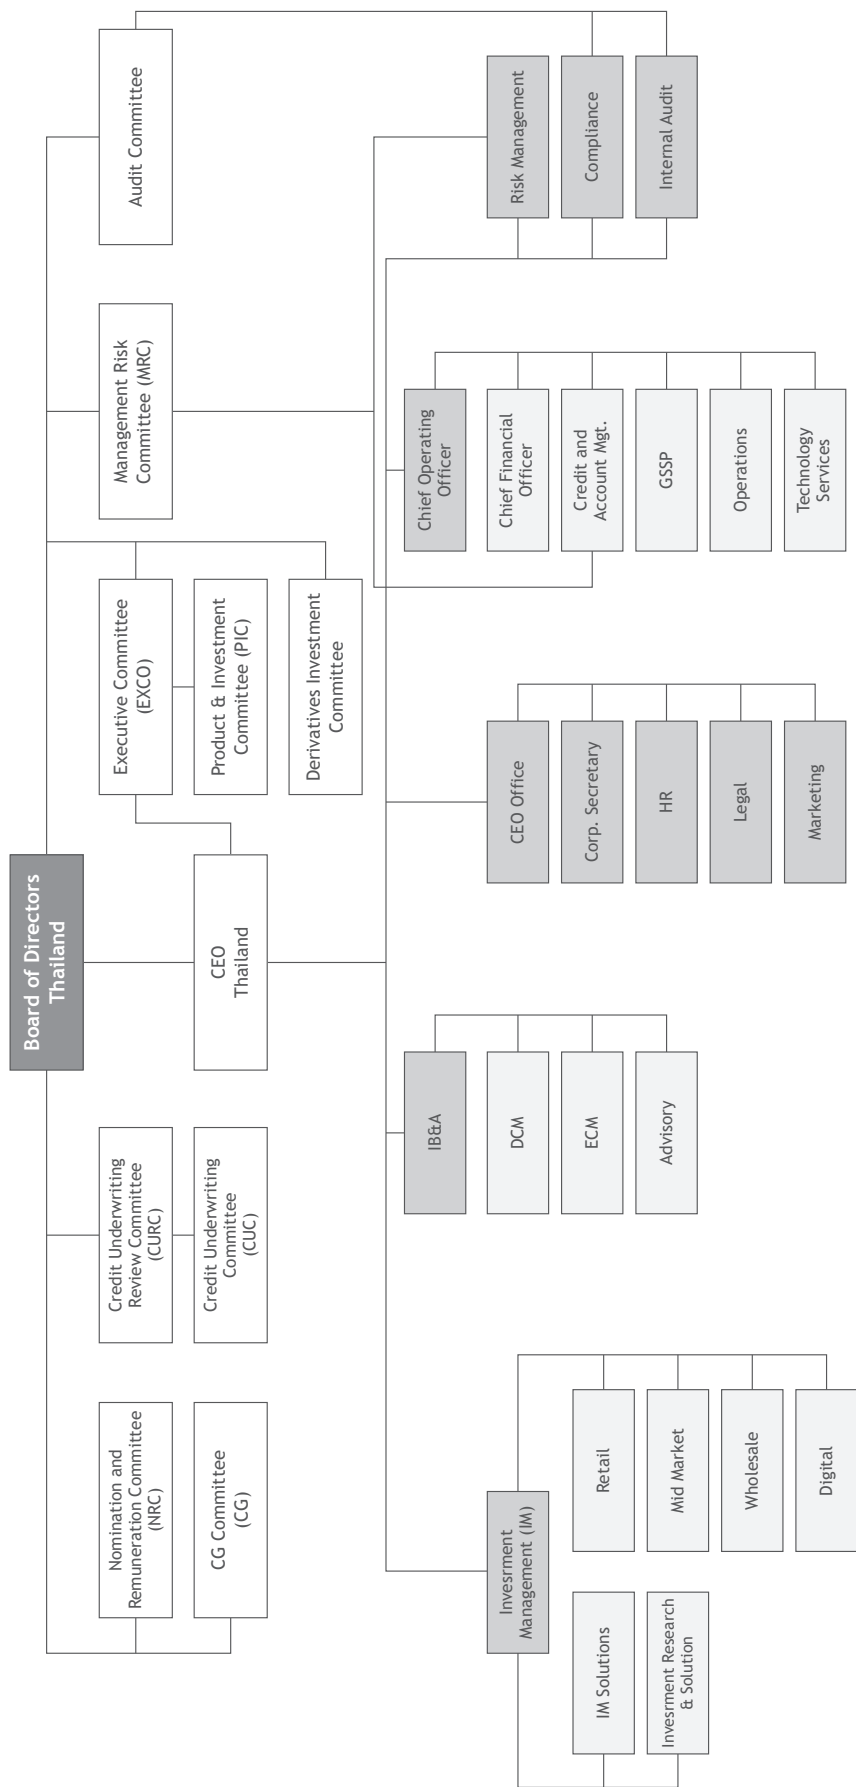 Board of Directors
Thailand
Nomination and
Remuneration Committee
(NRC)
CG Committee
(CG)
Credit Underwriting
Review Committee
(CURC)
Credit Underwriting
Committee
(CUC)
CEO
Thailand
Executive Committee
(EXCO)
Product & Investment
Committee (PIC)
Derivatives Investment
Committee
Management Risk
Committee (MRC)
Audit Committee
Invesrment
Management (IM)
IM Solutions
Invesrment Research
& Solution
Retail
Mid Market
Wholesale
Digital
IB&A
DCM
ECM
Advisory
CEO Office
Corp. Secretary
HR
Legal
Marketing
Chief Operating
Officer
Chief Financial
Officer
Credit and
Account Mgt.
GSSP
Operations
Technology
Services
Risk Management
Compliance
Internal Audit